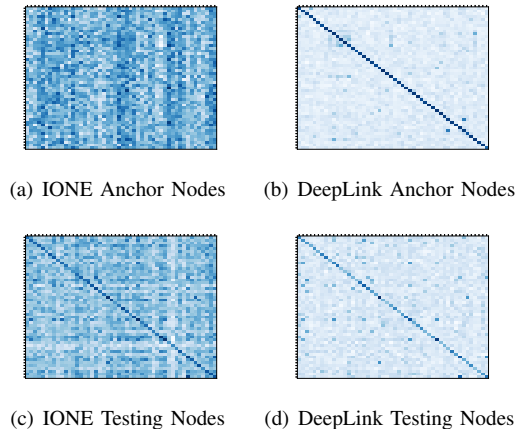 (a) IONE Anchor Nodes
(b) DeepLink Anchor Nodes
(c) IONE Testing Nodes
(d) DeepLink Testing Nodes